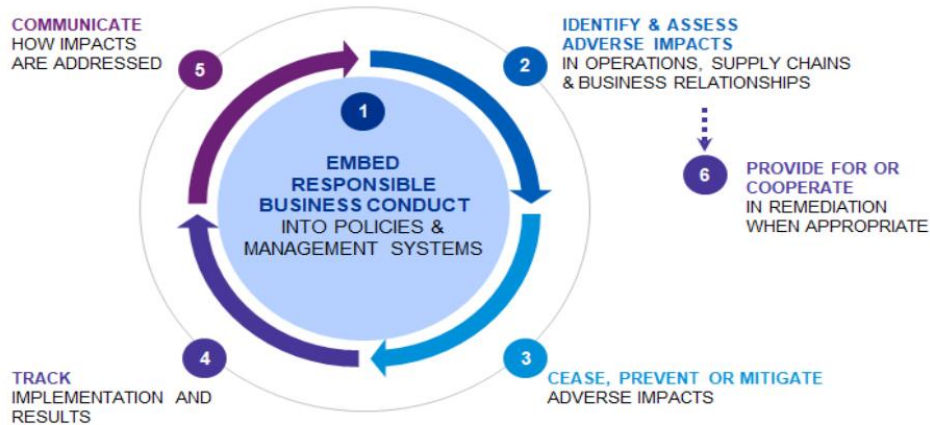 1
EMBED
RESPONSIBLE
BUSINESS CONDUCT
INTO POLICIES &
MANAGEMENT SYSTEMS
2
IDENTIFY & ASSESS
ADVERSE IMPACTS
IN OPERATIONS, SUPPLY CHAINS
& BUSINESS RELATIONSHIPS
3
CEASE, PREVENT OR MITIGATE
ADVERSE IMPACTS
4
TRACK
IMPLEMENTATION AND
RESULTS
5
COMMUNICATE
HOW IMPACTS
ARE ADDRESSED
6
PROVIDE FOR OR
COOPERATE
IN REMEDIATION
WHEN APPROPRIATE